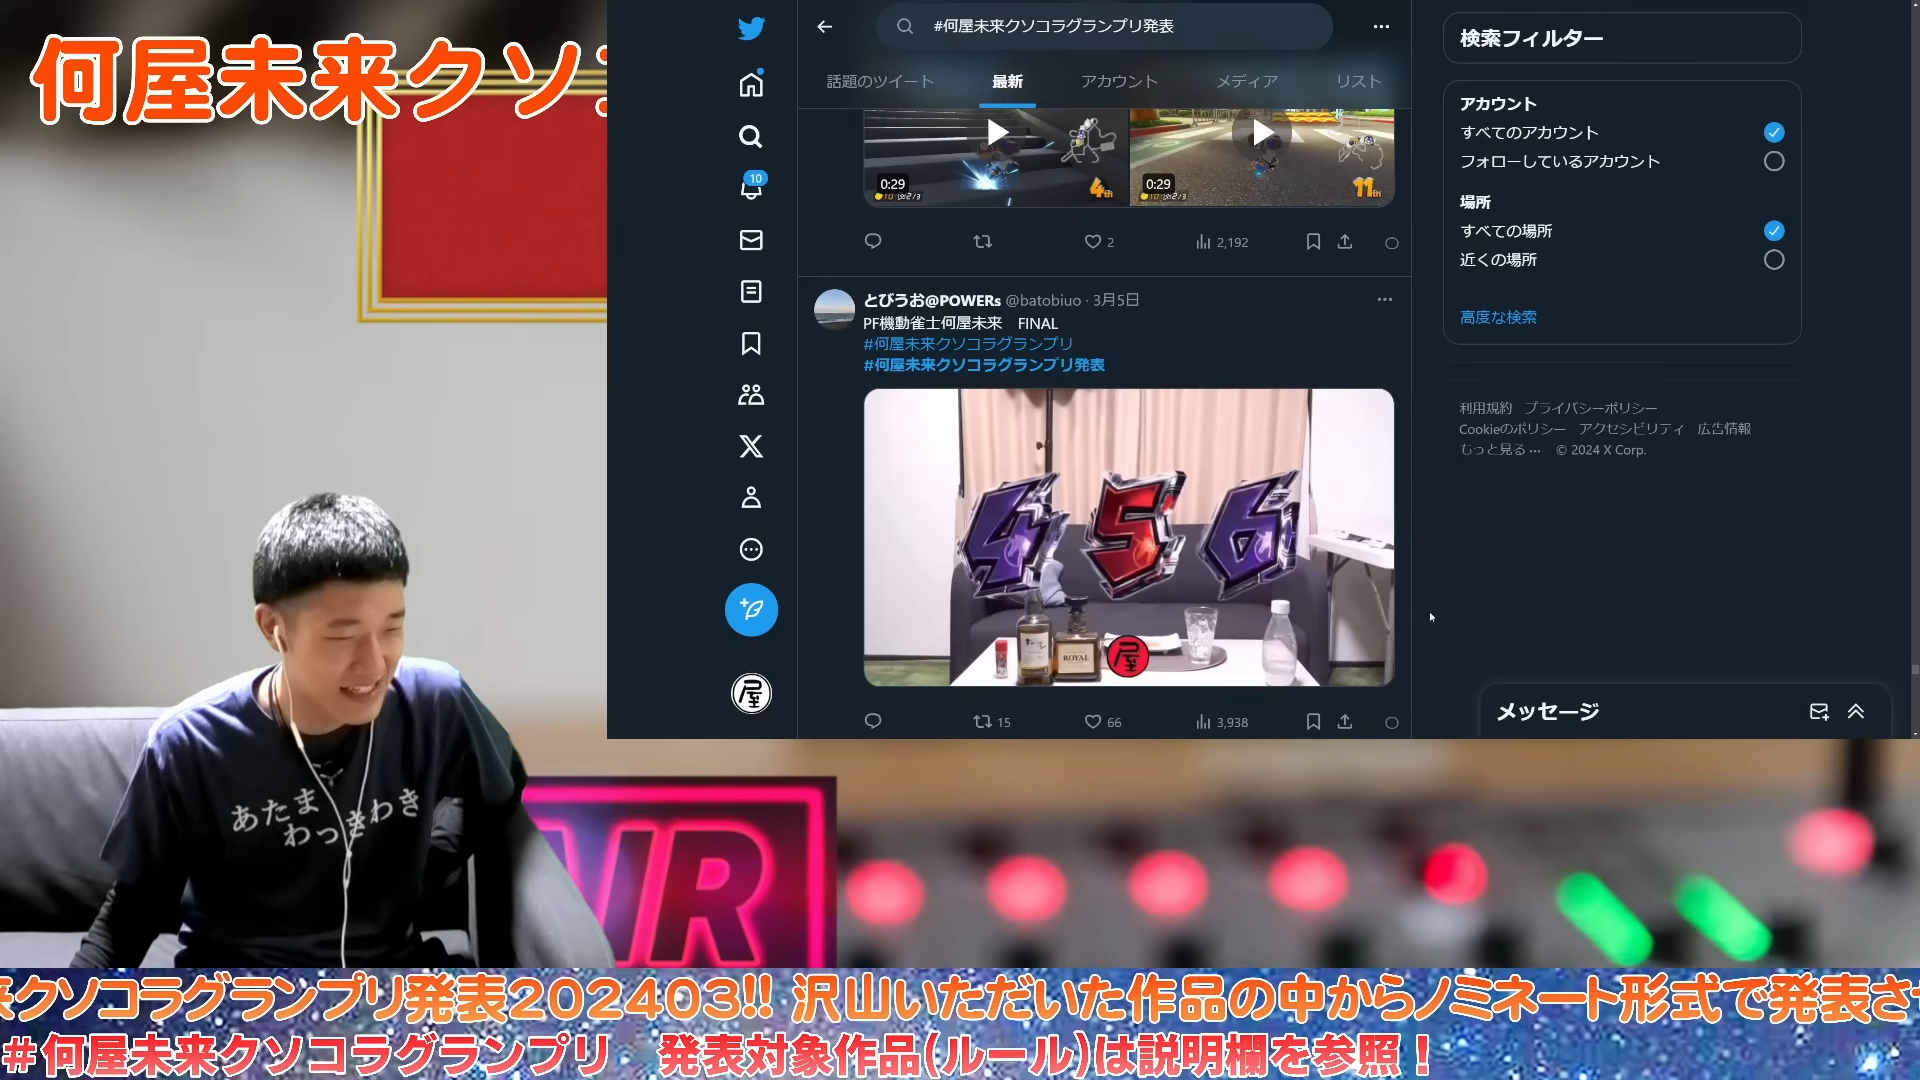 何屋未来クソ
#何屋未来クソコラグランプリ発表
話題のツイート 最新 アカウント メディア リスト
0:29
4th
0:29
11th
2 2,192
10
とびうお@POWERs @batobiuo · 3月5日
PF機動雀士何屋未来 FINAL
#何屋未来クソコラグランプリ
#何屋未来クソコラグランプリ発表
4 5 6
ROYAL
屋
15 66 3,938
屋
検索フィルター
アカウント
すべてのアカウント
フォローしているアカウント
場所
すべての場所
近くの場所
高度な検索
利用規約 プライバシーポリシー
Cookieのポリシー アクセシビリティ 広告情報
もっと見る ··· © 2024 X Corp.
メッセージ
あたま
わっきわき
来クソコラグランプリ発表202403!! 沢山いただいた作品の中からノミネート形式で発表さ
#何屋未来クソコラグランプリ 発表対象作品(ルール)は説明欄を参照！